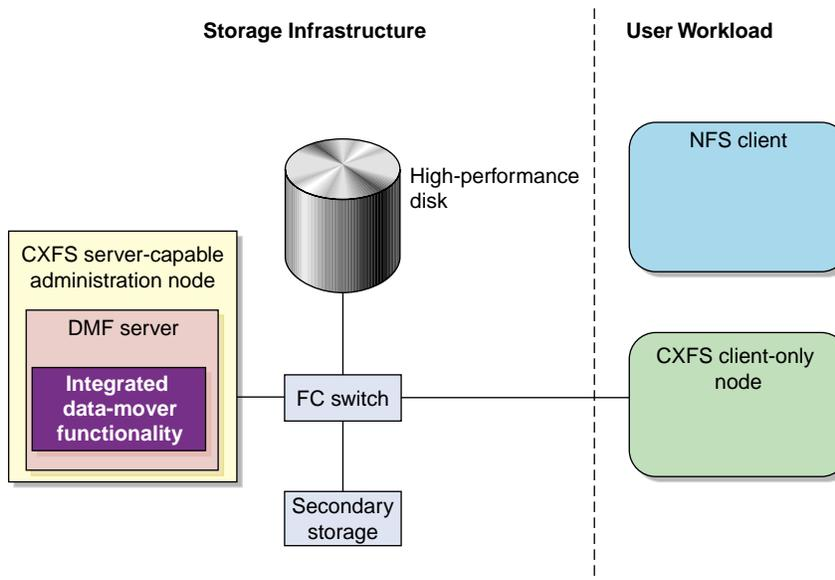 Storage Infrastructure
User Workload
NFS client
High-performance
disk
CXFS server-capable
administration node
DMF server
Integrated
data-mover
functionality
FC switch
CXFS client-only
node
Secondary
storage